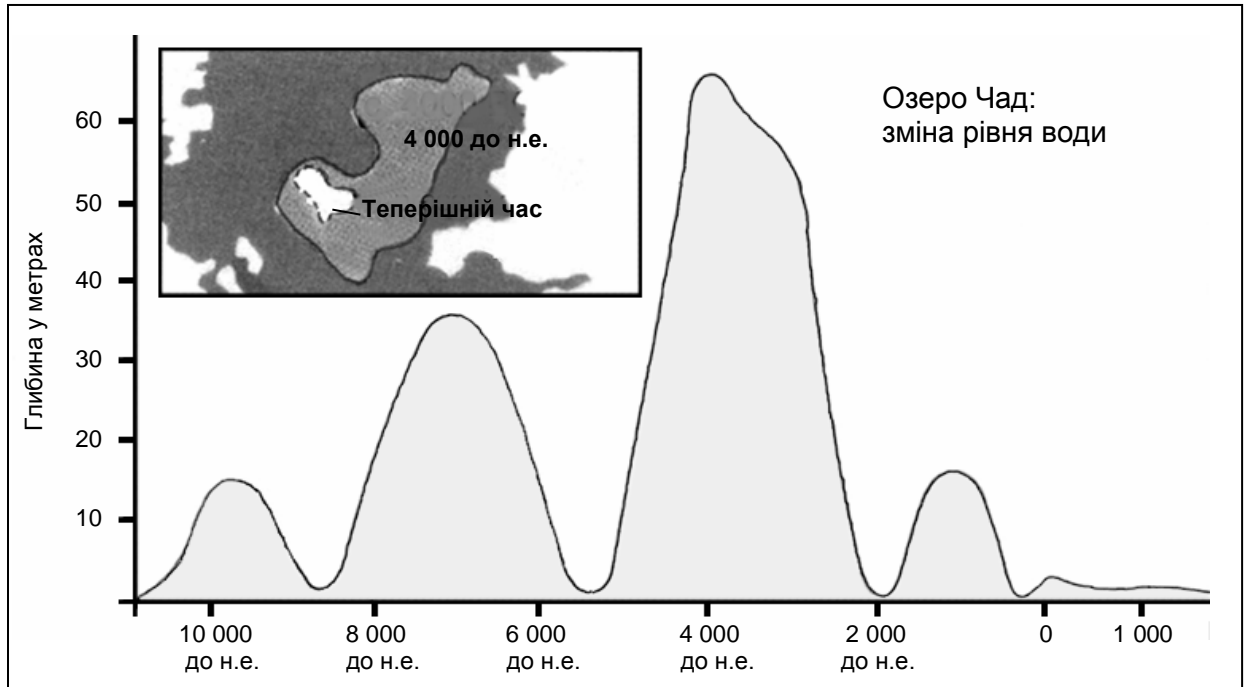 Озеро Чад:
зміна рівня води
4 000 до н.е.
Теперішній час
Глибина у метрах
60
50
40
30
20
10
10 000
до н.е.
8 000
до н.е.
6 000
до н.е.
4 000
до н.е.
2 000
до н.е.
0
1 000